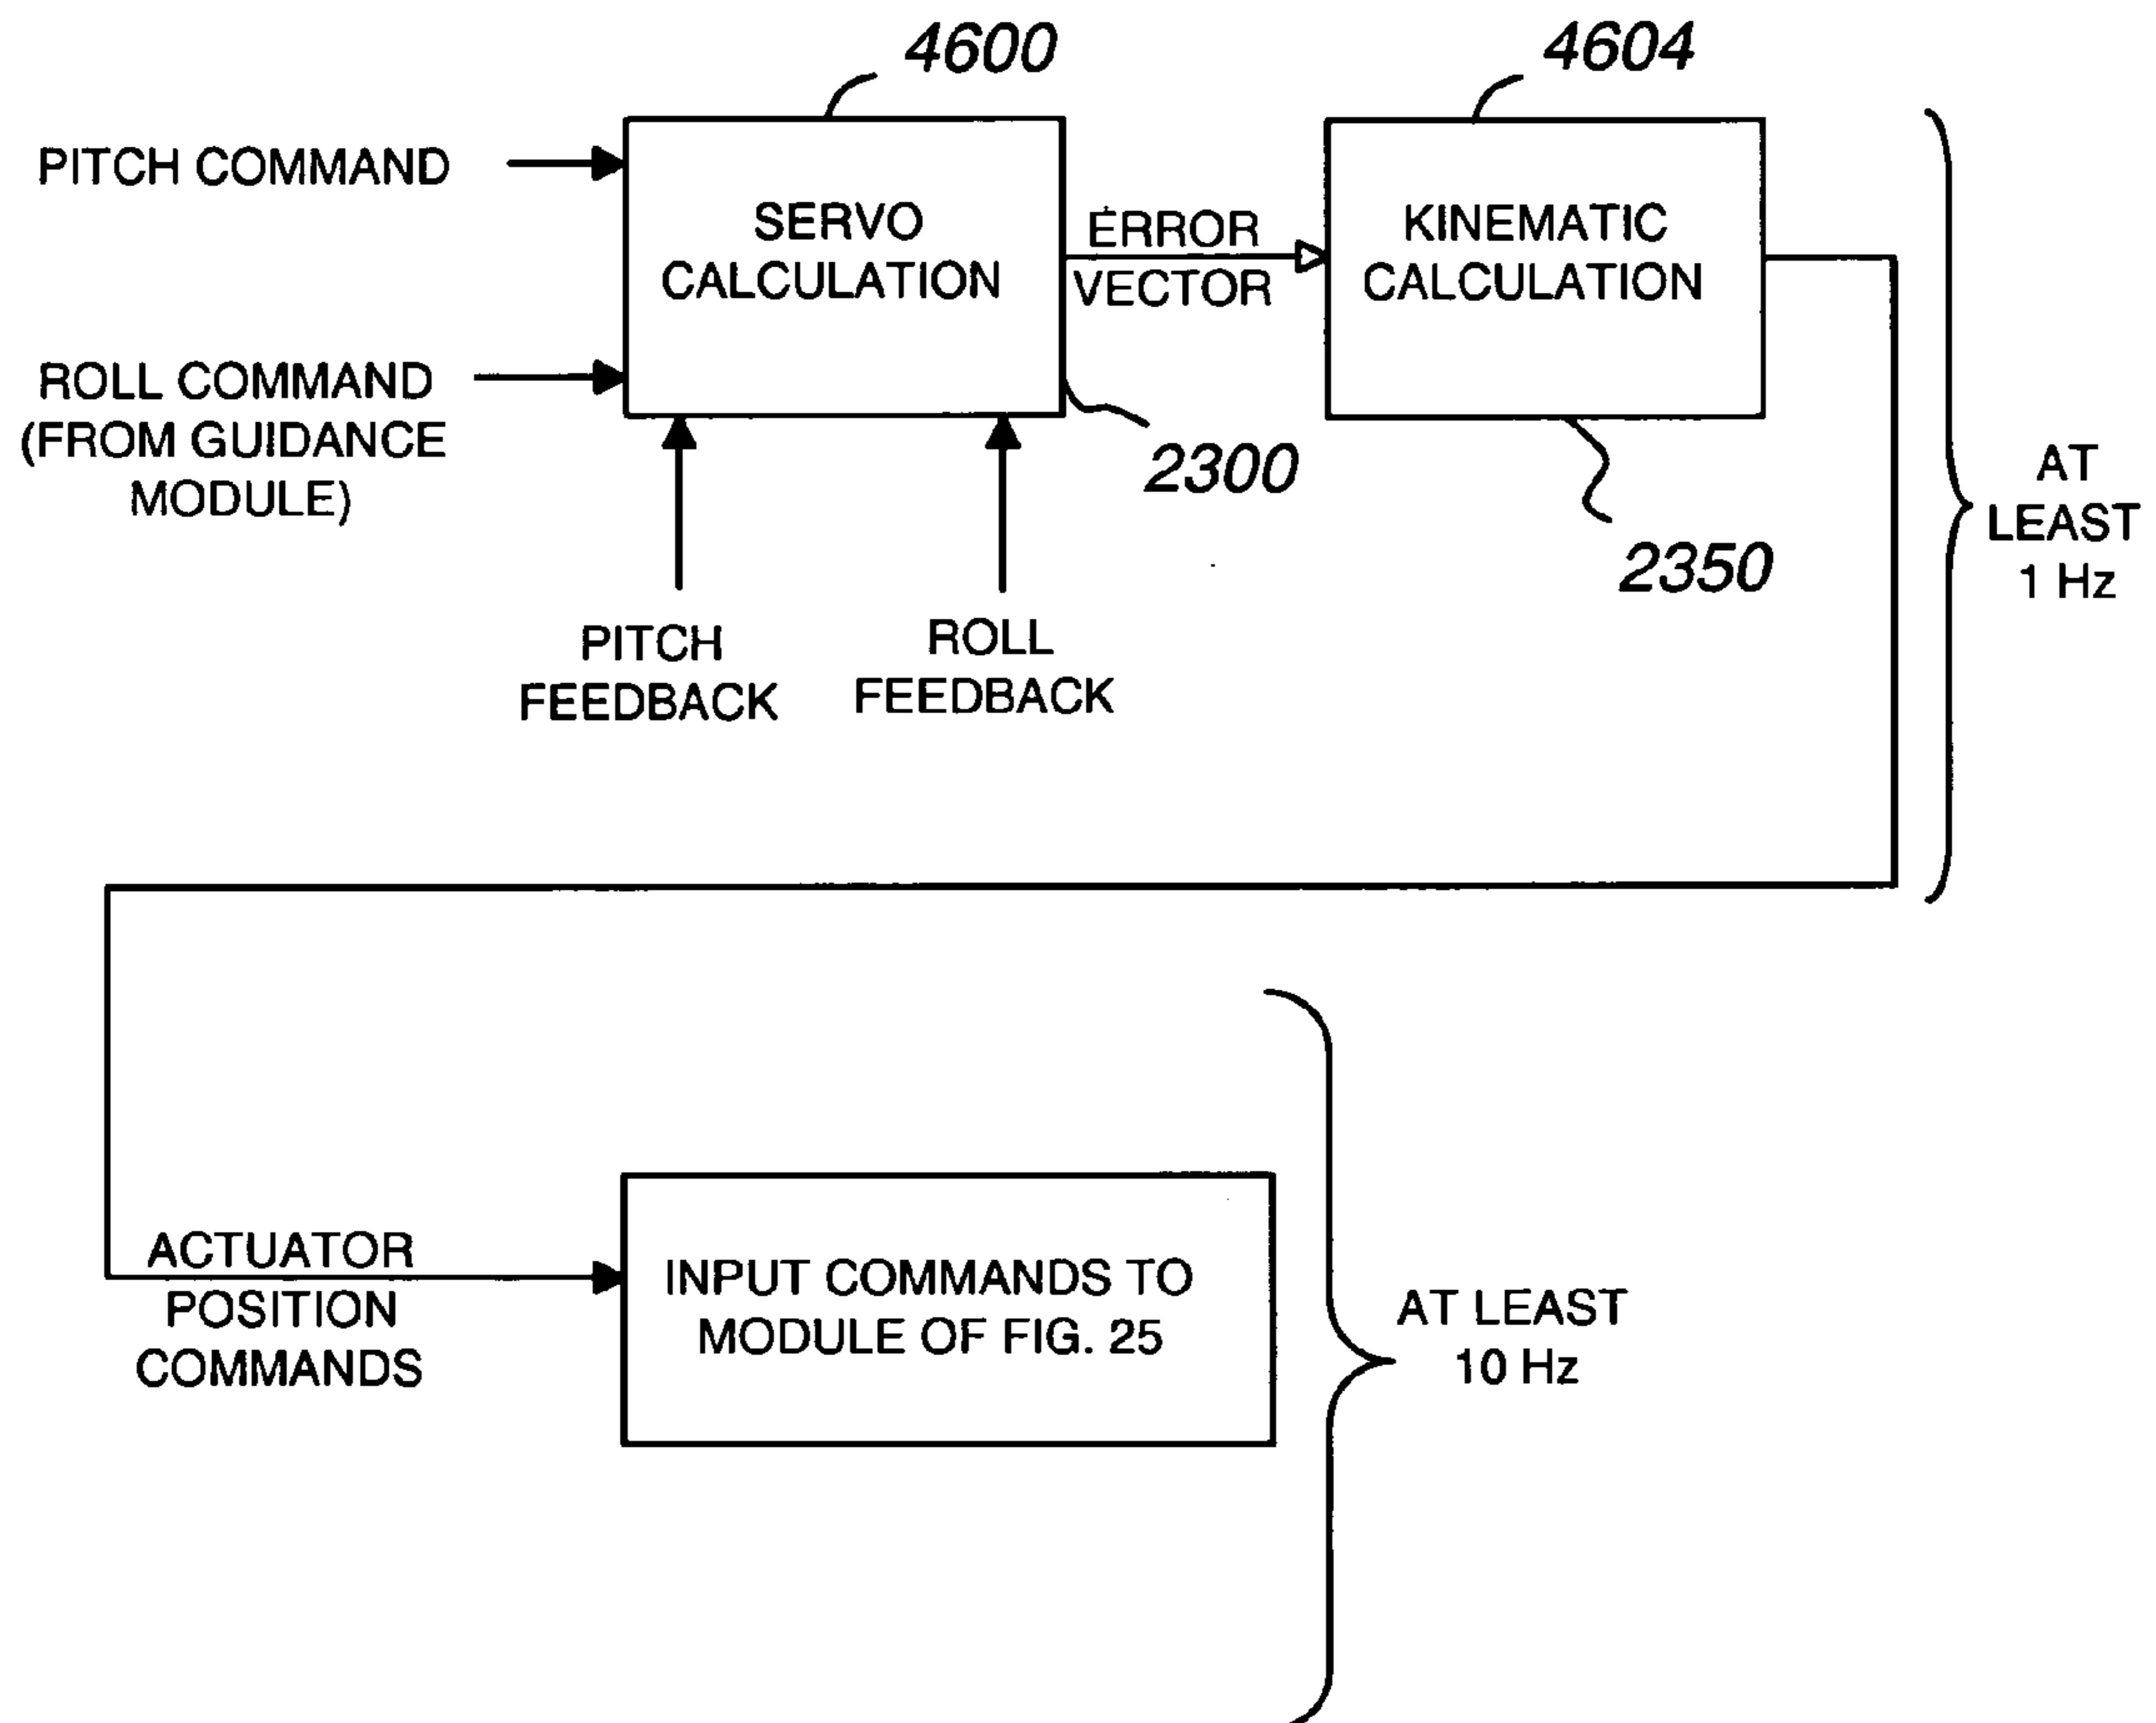 4600
4604
PITCH COMMAND
SERVO
CALCULATION
ERROR
VECTOR
KINEMATIC
CALCULATION
ROLL COMMAND
(FROM GUIDANCE
MODULE)
2300
2350
AT
LEAST
1 Hz
PITCH
FEEDBACK
ROLL
FEEDBACK
ACTUATOR
POSITION
COMMANDS
INPUT COMMANDS TO
MODULE OF FIG. 25
AT LEAST
10 Hz